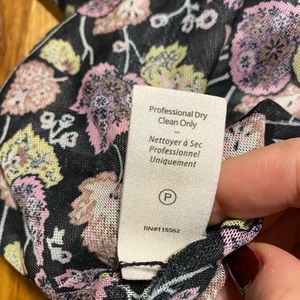 Professional Dry
Clean Only
—
Nettoyer à Sec
Professionnel
Uniquement
P
RN#115562